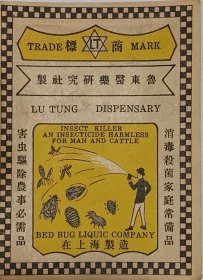 TRADE 標 LT 商 MARK
製社究研藥醫東魯
LU TUNG DISPENSARY
消毒殺菌家庭常備品
害虫驅除農事必需品
INSECT KILLER
AN INSECTICIDE HARMLESS
FOR MAN AND CATTLE
BED BUG LIQUIC COMPANY
在上海製造